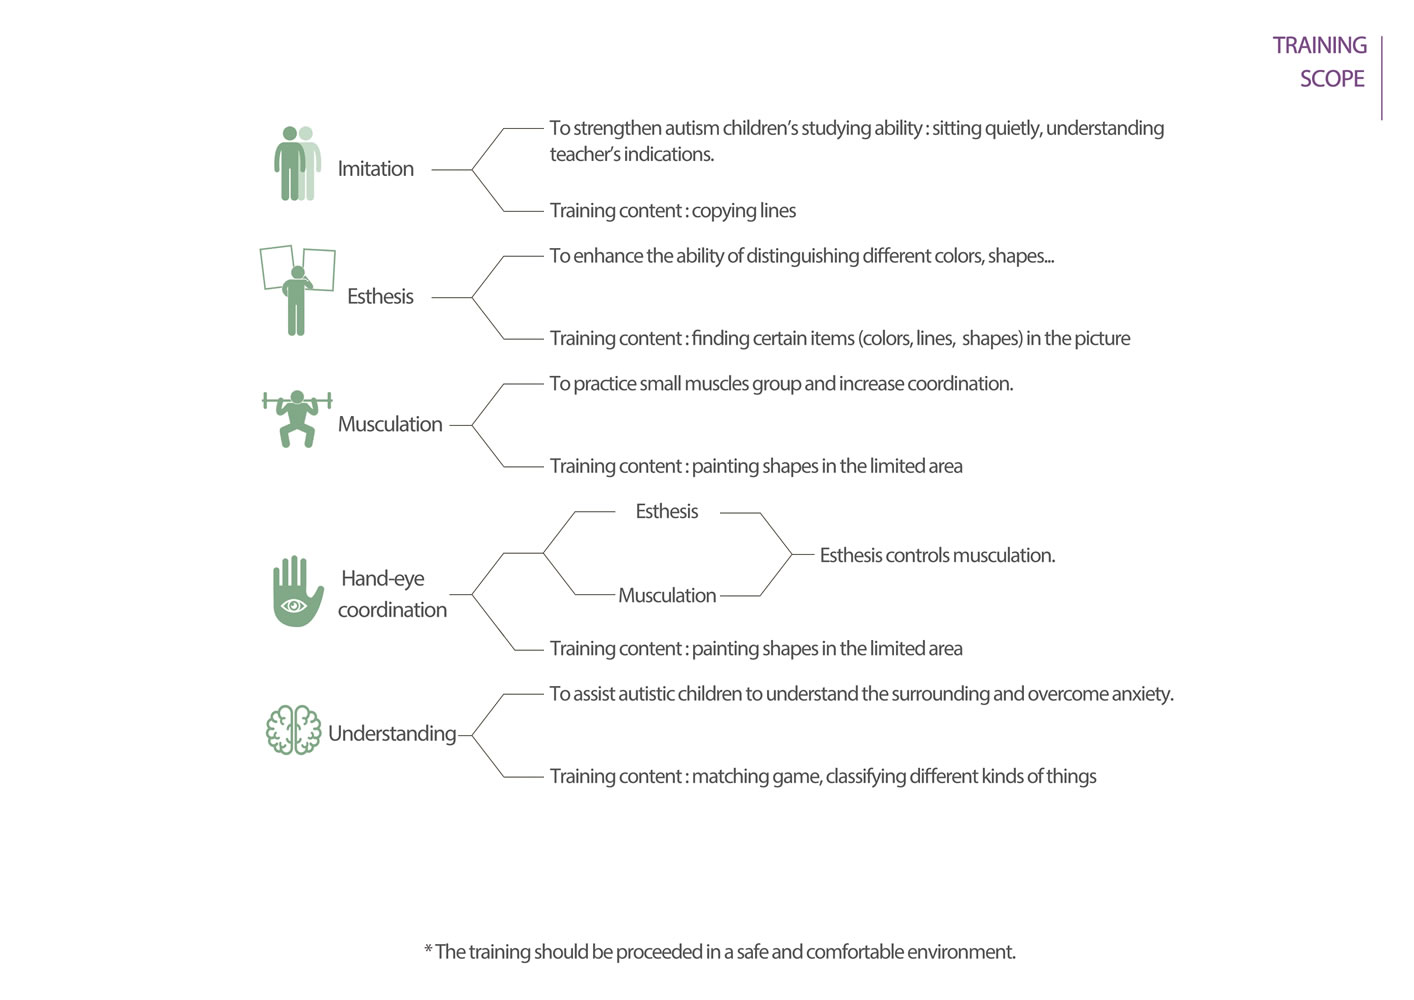 TRAINING
SCOPE
Imitation
To strengthen autism children's studying ability : sitting quietly, understanding
teacher's indications.
Training content : copying lines
Esthesis
To enhance the ability of distinguishing different colors, shapes...
Training content : finding certain items (colors, lines, shapes) in the picture
Musculation
To practice small muscles group and increase coordination.
Training content : painting shapes in the limited area
Hand-eye
coordination
Esthesis
Musculation
Esthesis controls musculation.
Training content : painting shapes in the limited area
Understanding
To assist autistic children to understand the surrounding and overcome anxiety.
Training content : matching game, classifying different kinds of things
* The training should be proceeded in a safe and comfortable environment.